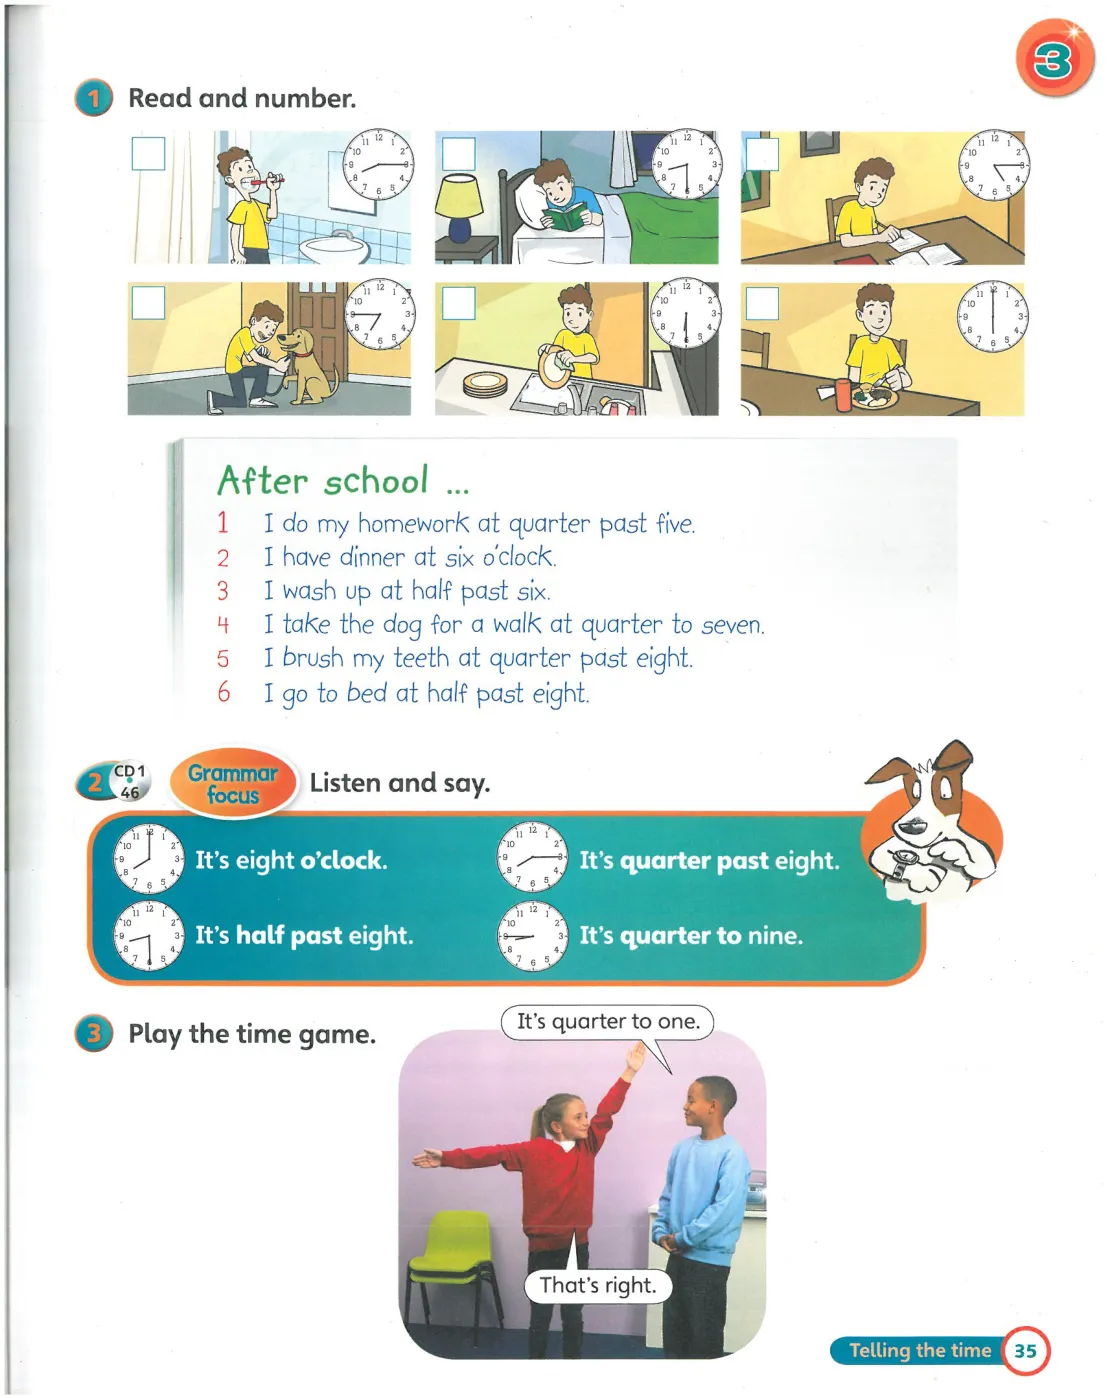 3
1 Read and number.
After school ...
1 I do my homework at quarter past five.
2 I have dinner at six o'clock.
3 I wash up at half past six.
4 I take the dog for a walk at quarter to seven.
5 I brush my teeth at quarter past eight.
6 I go to bed at half past eight.
2 CD1 46 Grammar focus Listen and say.
It's eight o'clock.
It's quarter past eight.
It's half past eight.
It's quarter to nine.
3 Play the time game.
It's quarter to one.
That's right.
Telling the time 35